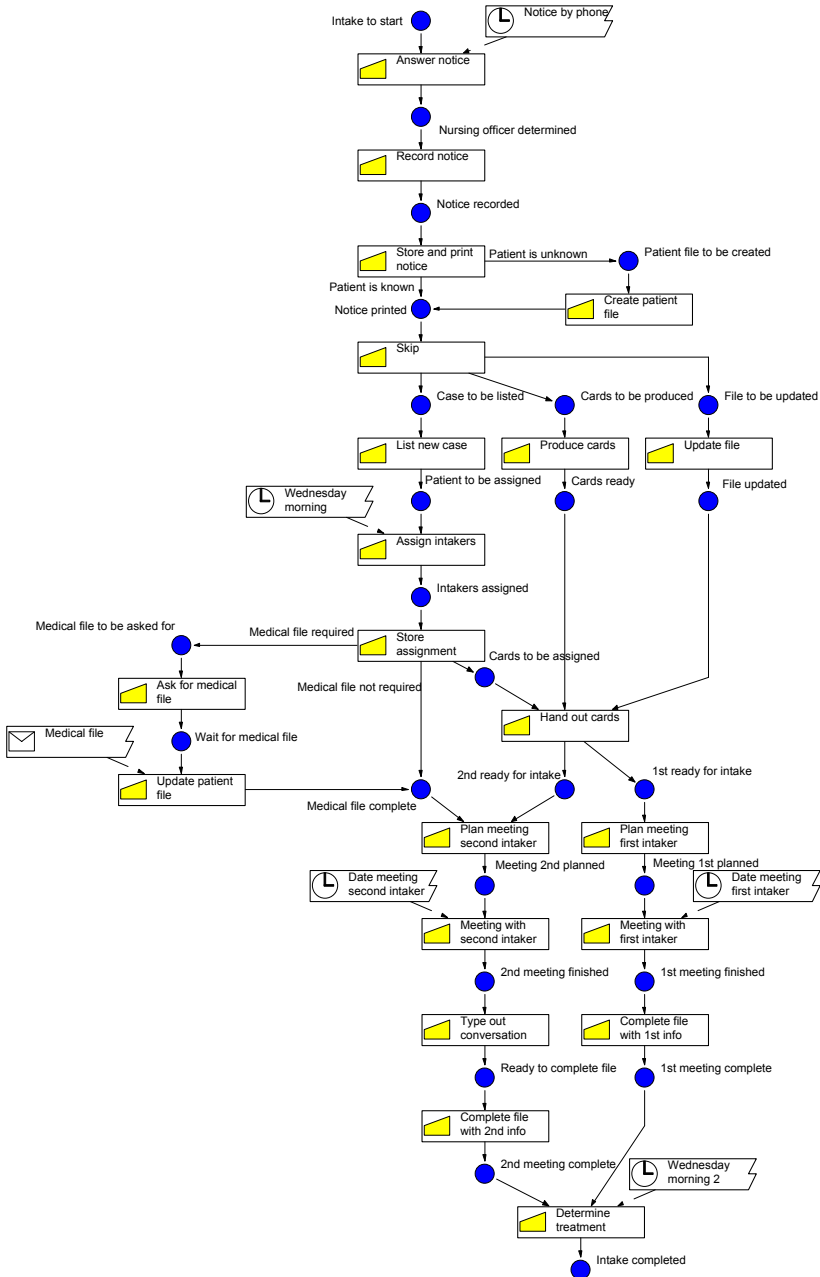 Intake to start
Notice by phone
Answer notice
Nursing officer determined
Record notice
Notice recorded
Store and print
notice
Patient is unknown
Patient file to be created
Patient is known
Create patient
file
Notice printed
Skip
Case to be listed
Cards to be produced
File to be updated
List new case
Produce cards
Update file
Patient to be assigned
Cards ready
File updated
Wednesday
morning
Assign intakers
Intakers assigned
Medical file to be asked for
Medical file required
Store
assignment
Cards to be assigned
Ask for medical
file
Medical file not required
Hand out cards
Medical file
Wait for medical file
Update patient
file
2nd ready for intake
1st ready for intake
Medical file complete
Plan meeting
second intaker
Plan meeting
first intaker
Meeting 2nd planned
Meeting 1st planned
Date meeting
second intaker
Date meeting
first intaker
Meeting with
second intaker
Meeting with
first intaker
2nd meeting finished
1st meeting finished
Type out
conversation
Complete file
with 1st info
Ready to complete file
1st meeting complete
Complete file
with 2nd info
2nd meeting complete
Wednesday
morning 2
Determine
treatment
Intake completed